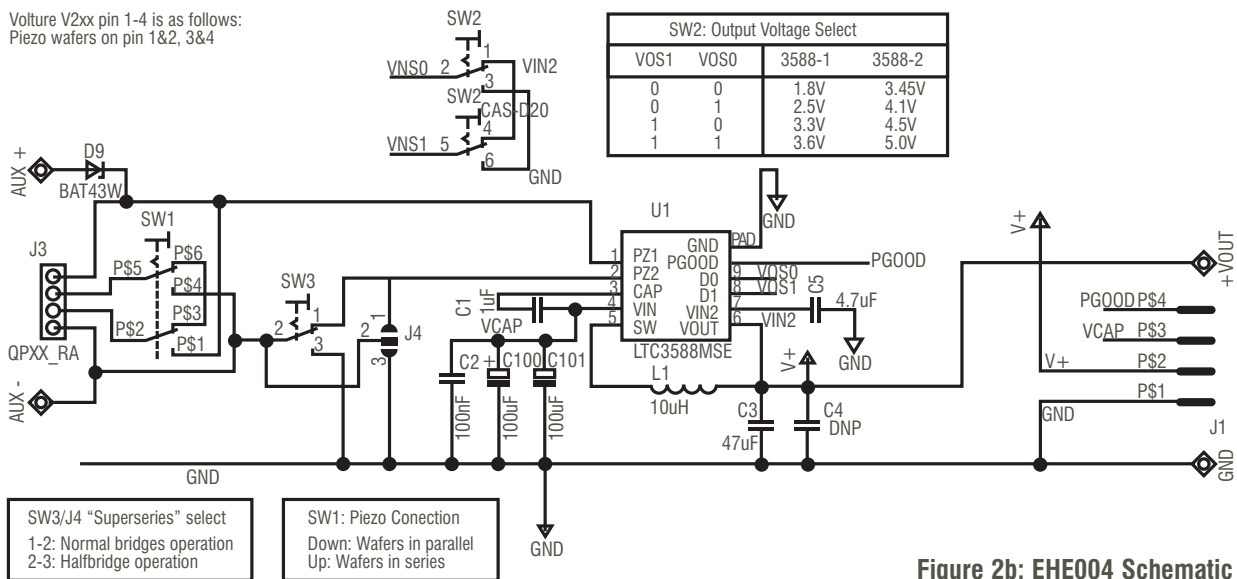 Volture V2xx pin 1-4 is as follows:
Piezo wafers on pin 1&2, 3&4
SW2
1
VNS0 2
VIN2
3
SW2
CAS-D20
4
VNS1 5
6
GND
SW2: Output Voltage Select
VOS1 VOS0 3588-1 3588-2
0 0 1.8V 3.45V
0 1 2.5V 4.1V
1 0 3.3V 4.5V
1 1 3.6V 5.0V
AUX +
D9
BAT43W
SW1
J3
P$6
P$5
P$4
P$3
P$2
P$1
QPXX_RA
AUX -
SW3
1
2
3
1
2
J4
3
U1
GND
PAD
1 PZ1
GND
2 PZ2
PGOOD
PGOOD
3 CAP
D0 9 VOS0
4 VIN
D1 8 VOS1
5 SW
VIN2 7
VIN2
VOUT 6
LTC3588MSE
C1
1uF
VCAP
C5
4.7uF
GND
C2
100nF
+
C100
100uF
C101
100uF
L1
10uH
V+
C3
47uF
C4
DNP
V+
+VOUT
PGOOD P$4
VCAP P$3
V+ P$2
GND P$1
J1
GND
GND
GND
SW3/J4 “Superseries” select
1-2: Normal bridges operation
2-3: Halfbridge operation
SW1: Piezo Conection
Down: Wafers in parallel
Up: Wafers in series
Figure 2b: EHE004 Schematic